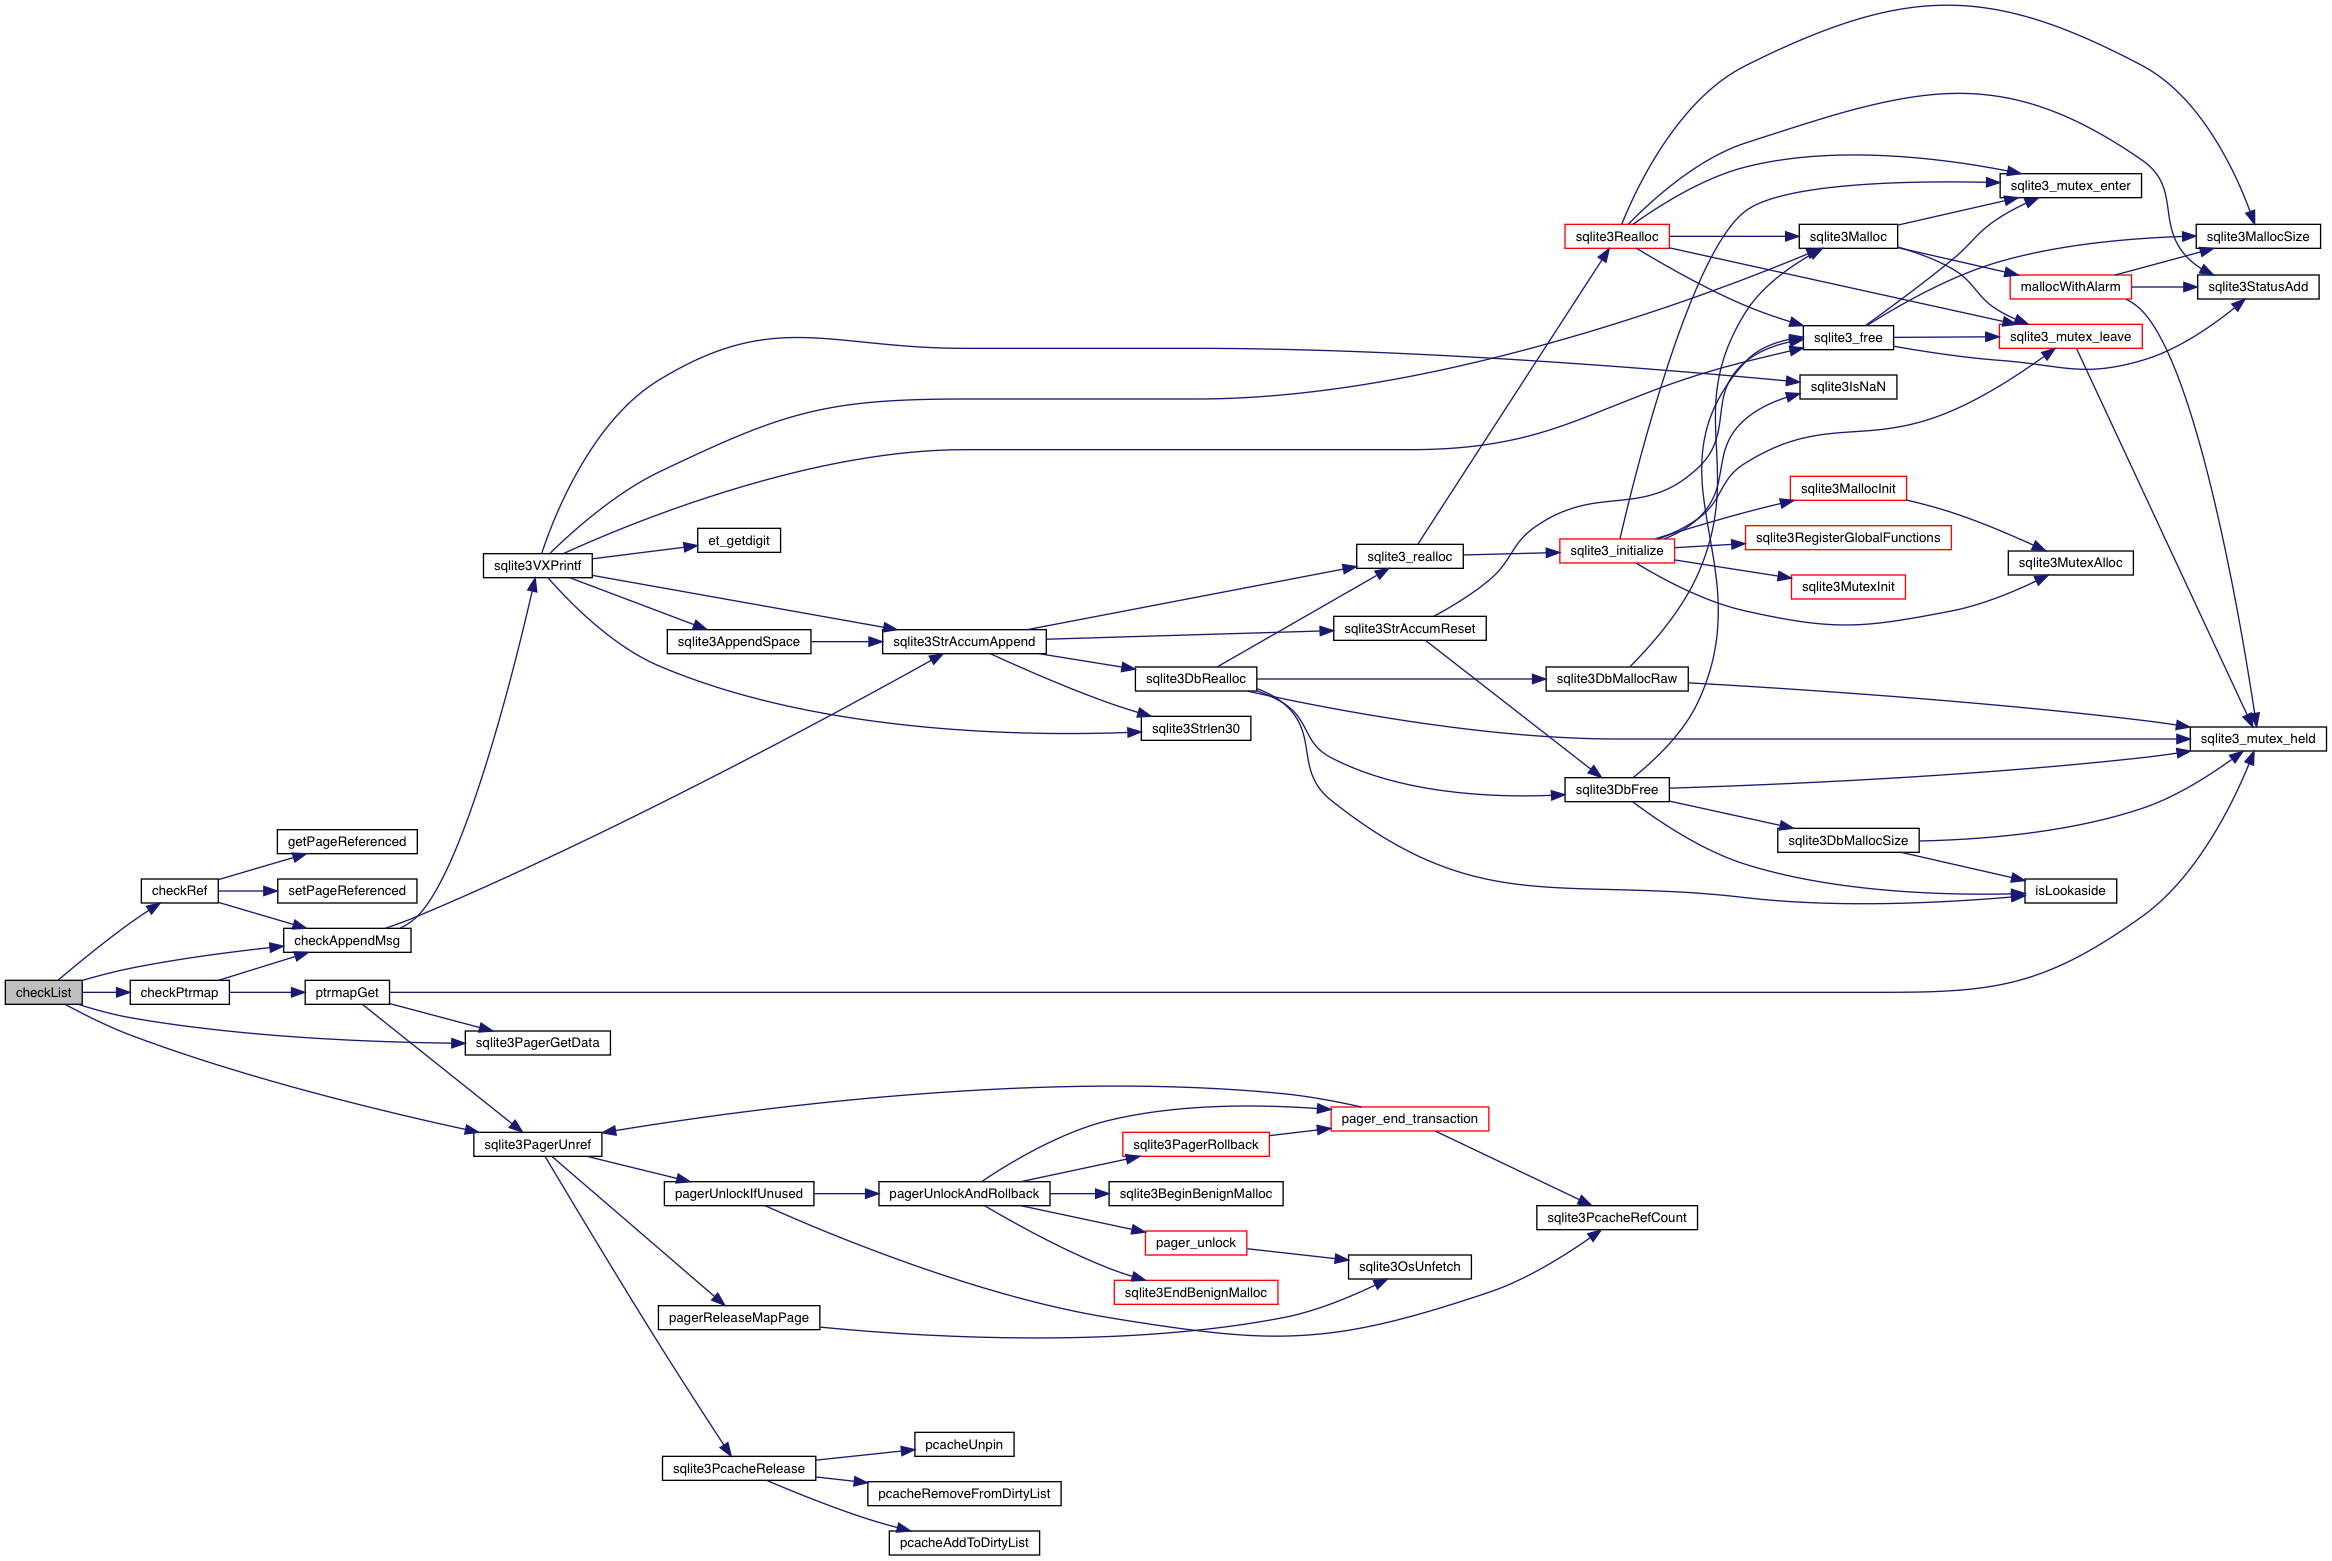 sqlite3_mutex_enter
sqlite3Realloc
sqlite3Malloc
sqlite3MallocSize
mallocWithAlarm
sqlite3StatusAdd
sqlite3_free
sqlite3_mutex_leave
sqlite3IsNaN
sqlite3MallocInit
et_getdigit
sqlite3RegisterGlobalFunctions
sqlite3_realloc
sqlite3_initialize
sqlite3VXPrintf
sqlite3MutexAlloc
sqlite3MutexInit
sqlite3StrAccumReset
sqlite3AppendSpace
sqlite3StrAccumAppend
sqlite3DbRealloc
sqlite3DbMallocRaw
sqlite3Strlen30
sqlite3_mutex_held
sqlite3DbFree
getPageReferenced
sqlite3DbMallocSize
checkRef
setPageReferenced
isLookaside
checkAppendMsg
checkList
checkPtrmap
ptrmapGet
sqlite3PagerGetData
pager_end_transaction
sqlite3PagerUnref
sqlite3PagerRollback
pagerUnlockIfUnused
pagerUnlockAndRollback
sqlite3BeginBenignMalloc
sqlite3PcacheRefCount
pager_unlock
sqlite3OsUnfetch
sqlite3EndBenignMalloc
pagerReleaseMapPage
pcacheUnpin
sqlite3PcacheRelease
pcacheRemoveFromDirtyList
pcacheAddToDirtyList